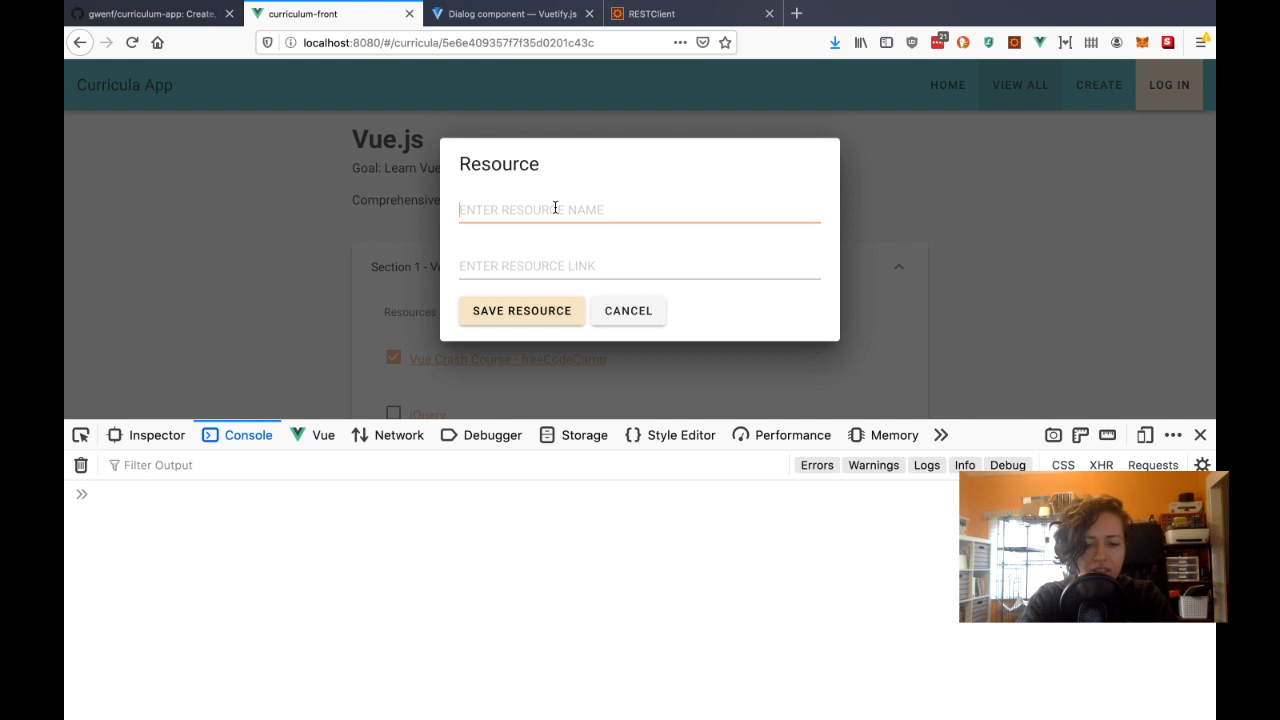 gwenf/curriculum-app: Create,
curriculum-front
Dialog component — Vuetify.js
RESTClient
localhost:8080/#/curricula/5e6e409357f7f35d0201c43c
21
Curricula App
HOME
VIEW ALL
CREATE
LOG IN
Vue.js
Goal: Learn Vue
Comprehensive
Resource
ENTER RESOURCE NAME
ENTER RESOURCE LINK
SAVE RESOURCE
CANCEL
Section 1 - V
Resources
Vue Crash Course - freeCodeCamp
jQuery
Inspector
Console
Vue
Network
Debugger
Storage
Style Editor
Performance
Memory
Filter Output
Errors
Warnings
Logs
Info
Debug
CSS
XHR
Requests